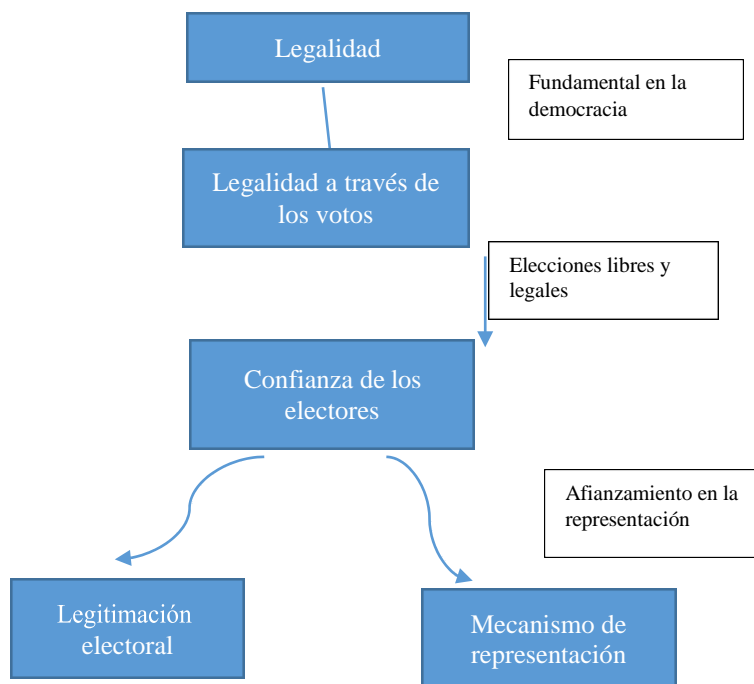 Legalidad
Fundamental en la
democracia
Legalidad a través de
los votos
Elecciones libres y
legales
Confianza de los
electores
Afianzamiento en la
representación
Legitimación
electoral
Mecanismo de
representación